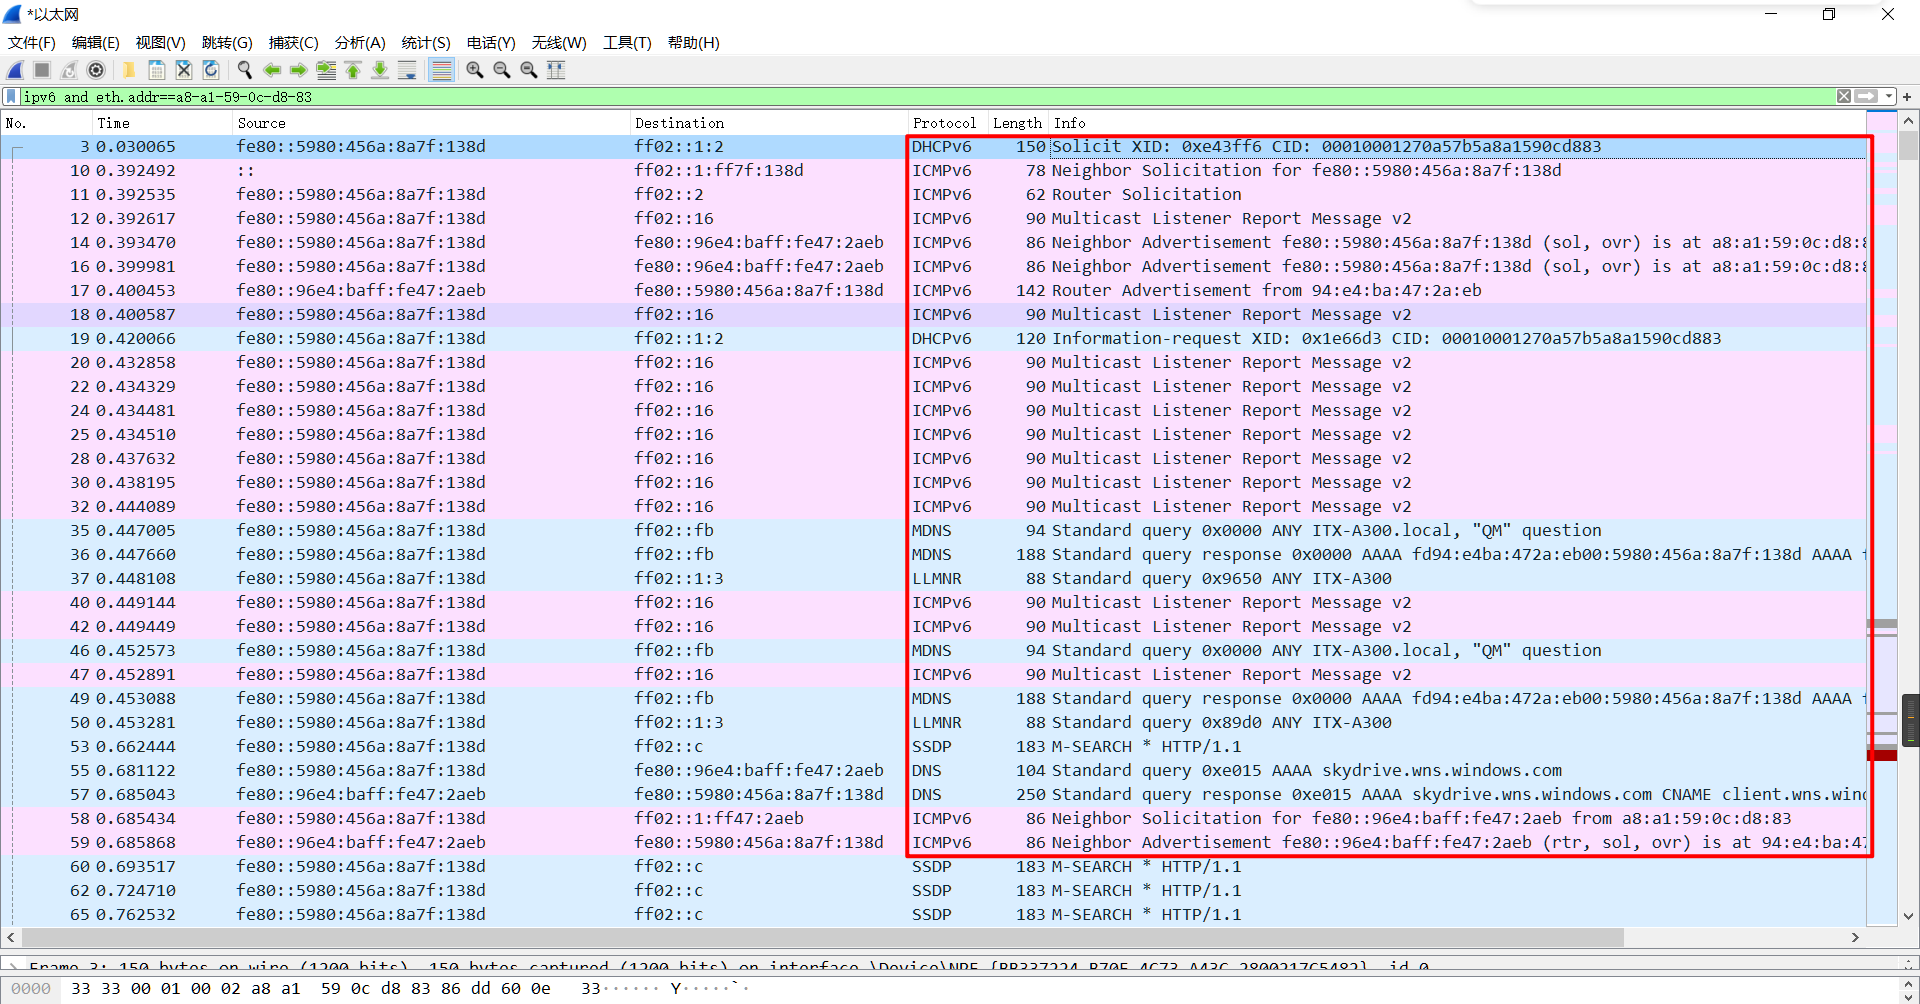 *以太网
文件(F) 编辑(E) 视图(V) 跳转(G) 捕获(C) 分析(A) 统计(S) 电话(Y) 无线(W) 工具(T) 帮助(H)
ipv6 and eth.addr==a8-a1-59-0c-d8-83
No. Time Source Destination Protocol Length Info
3 0.030065 fe80::5980:456a:8a7f:138d ff02::1:2 DHCPv6 150 Solicit XID: 0xe43ff6 CID: 00010001270a57b5a8a1590cd883
10 0.392492 :: ff02::1:ff7f:138d ICMPv6 78 Neighbor Solicitation for fe80::5980:456a:8a7f:138d
11 0.392535 fe80::5980:456a:8a7f:138d ff02::2 ICMPv6 62 Router Solicitation
12 0.392617 fe80::5980:456a:8a7f:138d ff02::16 ICMPv6 90 Multicast Listener Report Message v2
14 0.393470 fe80::5980:456a:8a7f:138d fe80::96e4:baff:fe47:2aeb ICMPv6 86 Neighbor Advertisement fe80::5980:456a:8a7f:138d (sol, ovr) is at a8:a1:59:0c:d8:8
16 0.399981 fe80::5980:456a:8a7f:138d fe80::96e4:baff:fe47:2aeb ICMPv6 86 Neighbor Advertisement fe80::5980:456a:8a7f:138d (sol, ovr) is at a8:a1:59:0c:d8:8
17 0.400453 fe80::96e4:baff:fe47:2aeb fe80::5980:456a:8a7f:138d ICMPv6 142 Router Advertisement from 94:e4:ba:47:2a:eb
18 0.400587 fe80::5980:456a:8a7f:138d ff02::16 ICMPv6 90 Multicast Listener Report Message v2
19 0.420066 fe80::5980:456a:8a7f:138d ff02::1:2 DHCPv6 120 Information-request XID: 0x1e66d3 CID: 00010001270a57b5a8a1590cd883
20 0.432858 fe80::5980:456a:8a7f:138d ff02::16 ICMPv6 90 Multicast Listener Report Message v2
22 0.434329 fe80::5980:456a:8a7f:138d ff02::16 ICMPv6 90 Multicast Listener Report Message v2
24 0.434481 fe80::5980:456a:8a7f:138d ff02::16 ICMPv6 90 Multicast Listener Report Message v2
25 0.434510 fe80::5980:456a:8a7f:138d ff02::16 ICMPv6 90 Multicast Listener Report Message v2
28 0.437632 fe80::5980:456a:8a7f:138d ff02::16 ICMPv6 90 Multicast Listener Report Message v2
30 0.438195 fe80::5980:456a:8a7f:138d ff02::16 ICMPv6 90 Multicast Listener Report Message v2
32 0.444089 fe80::5980:456a:8a7f:138d ff02::16 ICMPv6 90 Multicast Listener Report Message v2
35 0.447005 fe80::5980:456a:8a7f:138d ff02::fb MDNS 94 Standard query 0x0000 ANY ITX-A300.local, "QM" question
36 0.447660 fe80::5980:456a:8a7f:138d ff02::fb MDNS 188 Standard query response 0x0000 AAAA fd94:e4ba:472a:eb00:5980:456a:8a7f:138d AAAA f
37 0.448108 fe80::5980:456a:8a7f:138d ff02::1:3 LLMNR 88 Standard query 0x9650 ANY ITX-A300
40 0.449144 fe80::5980:456a:8a7f:138d ff02::16 ICMPv6 90 Multicast Listener Report Message v2
42 0.449449 fe80::5980:456a:8a7f:138d ff02::16 ICMPv6 90 Multicast Listener Report Message v2
46 0.452573 fe80::5980:456a:8a7f:138d ff02::fb MDNS 94 Standard query 0x0000 ANY ITX-A300.local, "QM" question
47 0.452891 fe80::5980:456a:8a7f:138d ff02::16 ICMPv6 90 Multicast Listener Report Message v2
49 0.453088 fe80::5980:456a:8a7f:138d ff02::fb MDNS 188 Standard query response 0x0000 AAAA fd94:e4ba:472a:eb00:5980:456a:8a7f:138d AAAA f
50 0.453281 fe80::5980:456a:8a7f:138d ff02::1:3 LLMNR 88 Standard query 0x89d0 ANY ITX-A300
53 0.662444 fe80::5980:456a:8a7f:138d ff02::c SSDP 183 M-SEARCH * HTTP/1.1
55 0.681122 fe80::5980:456a:8a7f:138d fe80::96e4:baff:fe47:2aeb DNS 104 Standard query 0xe015 AAAA skydrive.wns.windows.com
57 0.685043 fe80::96e4:baff:fe47:2aeb fe80::5980:456a:8a7f:138d DNS 250 Standard query response 0xe015 AAAA skydrive.wns.windows.com CNAME client.wns.wind
58 0.685434 fe80::5980:456a:8a7f:138d ff02::1:ff47:2aeb ICMPv6 86 Neighbor Solicitation for fe80::96e4:baff:fe47:2aeb from a8:a1:59:0c:d8:83
59 0.685868 fe80::96e4:baff:fe47:2aeb fe80::5980:456a:8a7f:138d ICMPv6 86 Neighbor Advertisement fe80::96e4:baff:fe47:2aeb (rtr, sol, ovr) is at 94:e4:ba:47
60 0.693517 fe80::5980:456a:8a7f:138d ff02::c SSDP 183 M-SEARCH * HTTP/1.1
62 0.724710 fe80::5980:456a:8a7f:138d ff02::c SSDP 183 M-SEARCH * HTTP/1.1
65 0.762532 fe80::5980:456a:8a7f:138d ff02::c SSDP 183 M-SEARCH * HTTP/1.1
Frame 3: 150 bytes on wire (1200 bits), 150 bytes captured (1200 bits) on interface
0000 33 33 00 01 00 02 a8 a1 59 0c d8 83 86 dd 60 0e 33······ Y·····`·